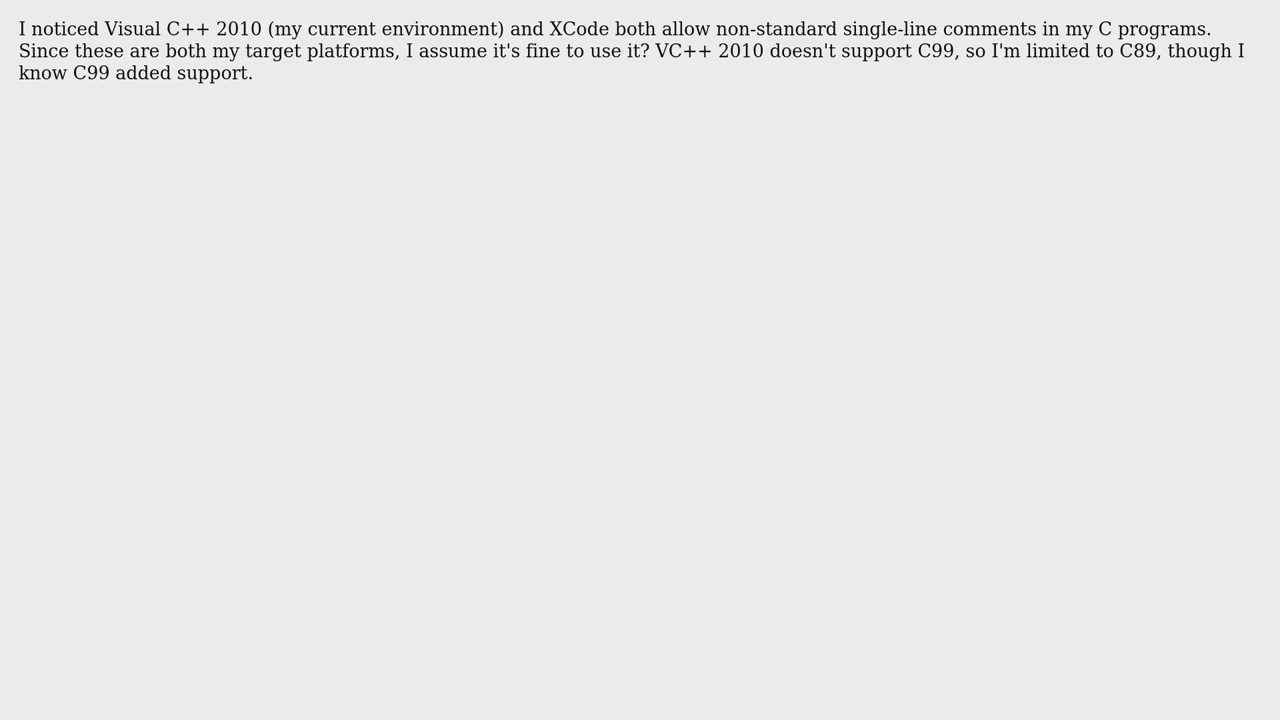 I noticed Visual C++ 2010 (my current environment) and XCode both allow non-standard single-line comments in my C programs.
Since these are both my target platforms, I assume it's fine to use it? VC++ 2010 doesn't support C99, so I'm limited to C89, though I
know C99 added support.